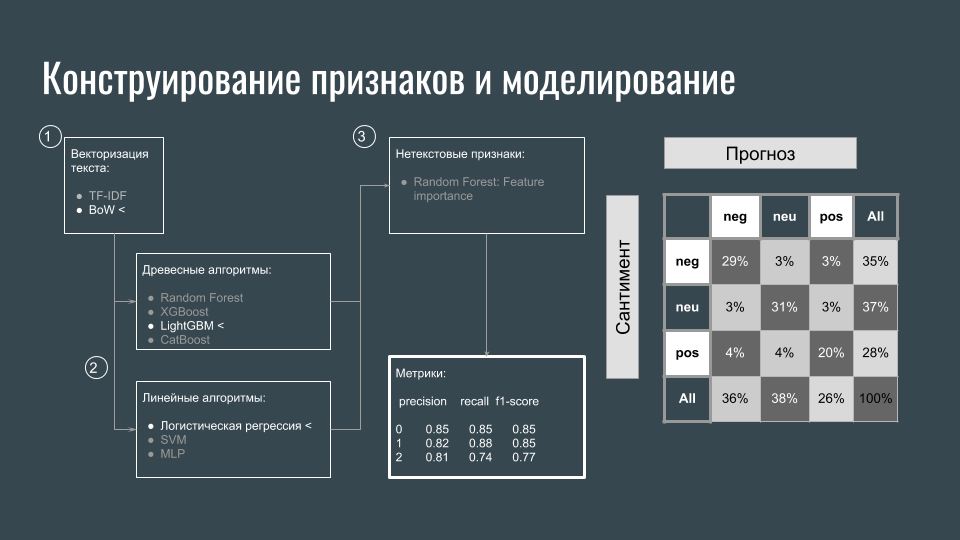 Конструирование признаков и моделирование
1
Векторизация
текста:
● TF-IDF
● BoW <
Древесные алгоритмы:
● Random Forest
● XGBoost
● LightGBM <
● CatBoost
2
Линейные алгоритмы:
● Логистическая регрессия <
● SVM
● MLP
3
Нетекстовые признаки:
● Random Forest: Feature
importance
Метрики:
precision recall f1-score
0 0.85 0.85 0.85
1 0.82 0.88 0.85
2 0.81 0.74 0.77
Прогноз
Сантимент
neg neu pos All
neg 29% 3% 3% 35%
neu 3% 31% 3% 37%
pos 4% 4% 20% 28%
All 36% 38% 26% 100%